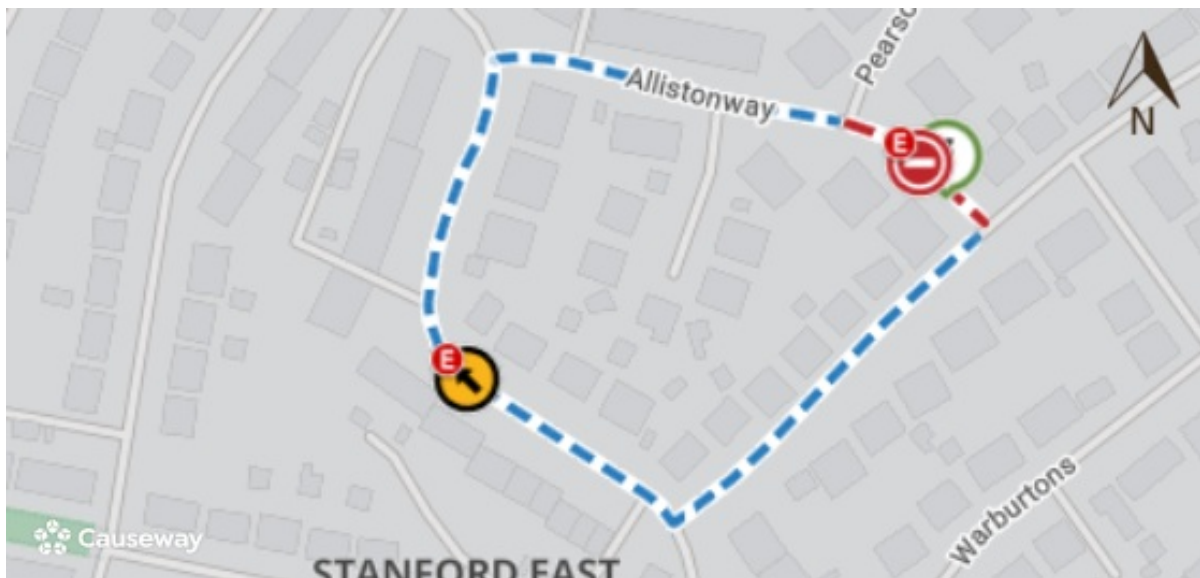 Pearso
Allistonway
N
E
E
Warburtons
Causeway
STANFORD EAST